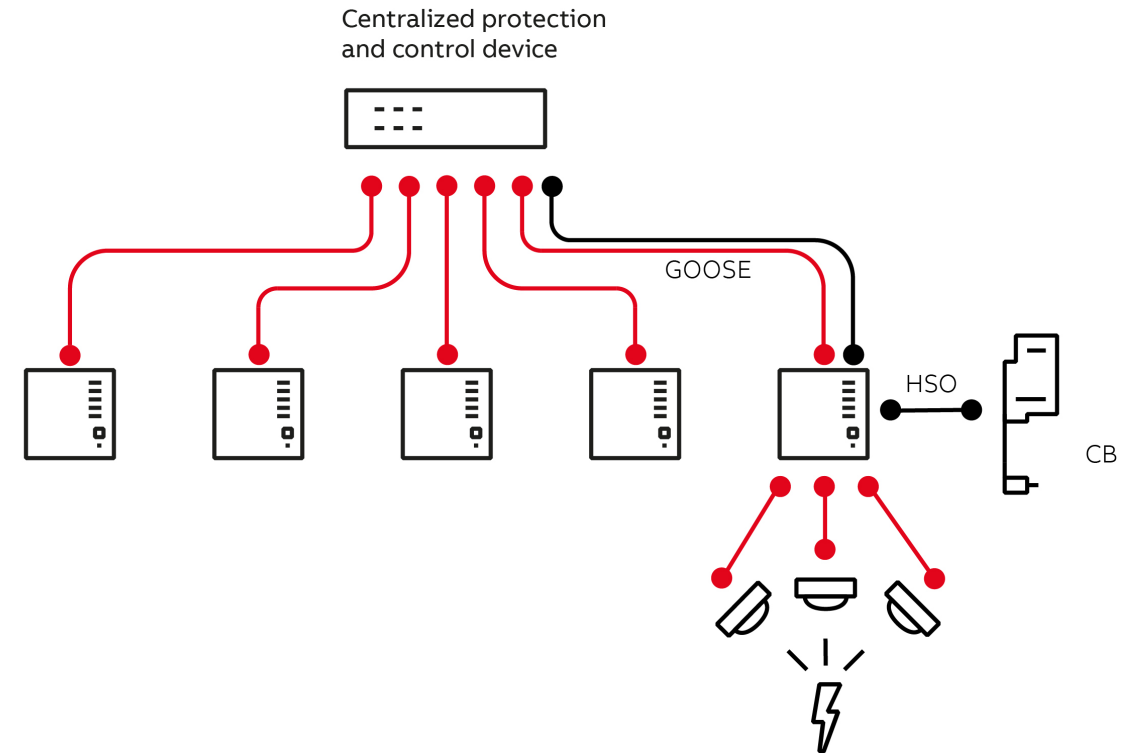 Centralized protection
and control device
GOOSE
HSO
CB